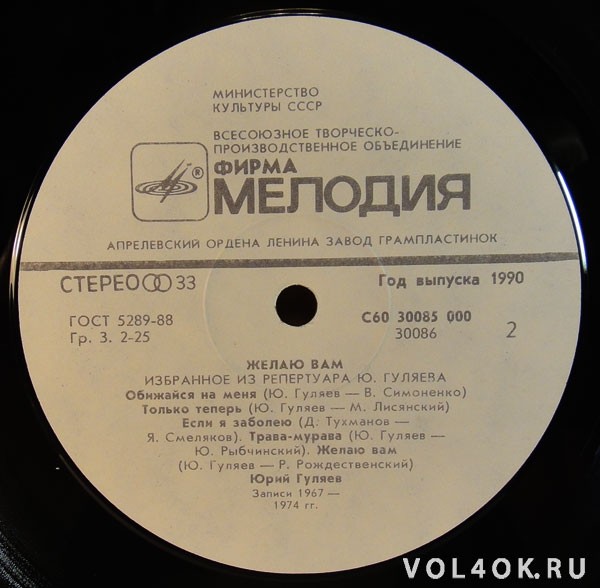 МИНИСТЕРСТВО
КУЛЬТУРЫ СССР
ВСЕСОЮЗНОЕ ТВОРЧЕСКО-
ПРОИЗВОДСТВЕННОЕ ОБЪЕДИНЕНИЕ
®
ФИРМА
МЕЛОДИЯ
АПРЕЛЕВСКИЙ ОРДЕНА ЛЕНИНА ЗАВОД ГРАМПЛАСТИНОК
СТЕРЕО 33
Год выпуска 1990
ГОСТ 5289-88
Гр. 3. 2-25
С60 30085 000
30086
2
ЖЕЛАЮ ВАМ
ИЗБРАННОЕ ИЗ РЕПЕРТУАРА Ю. ГУЛЯЕВА
Обижайся на меня (Ю. Гуляев — В. Симоненко)
Только теперь (Ю. Гуляев — М. Лисянский)
Если я заболею (Д. Тухманов —
Я. Смеляков). Трава-мурава (Ю. Гуляев —
Ю. Рыбчинский). Желаю вам
(Ю. Гуляев — Р. Рождественский)
Юрий Гуляев
Записи 1967 —
1974 гг.
VOL4OK.RU